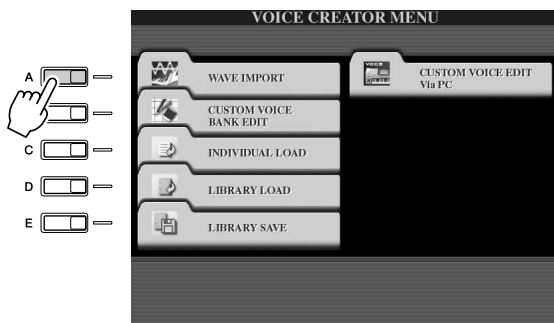 VOICE CREATOR MENU
A
WAVE IMPORT
CUSTOM VOICE EDIT
Via PC
CUSTOM VOICE
BANK EDIT
C
INDIVIDUAL LOAD
D
LIBRARY LOAD
E
LIBRARY SAVE